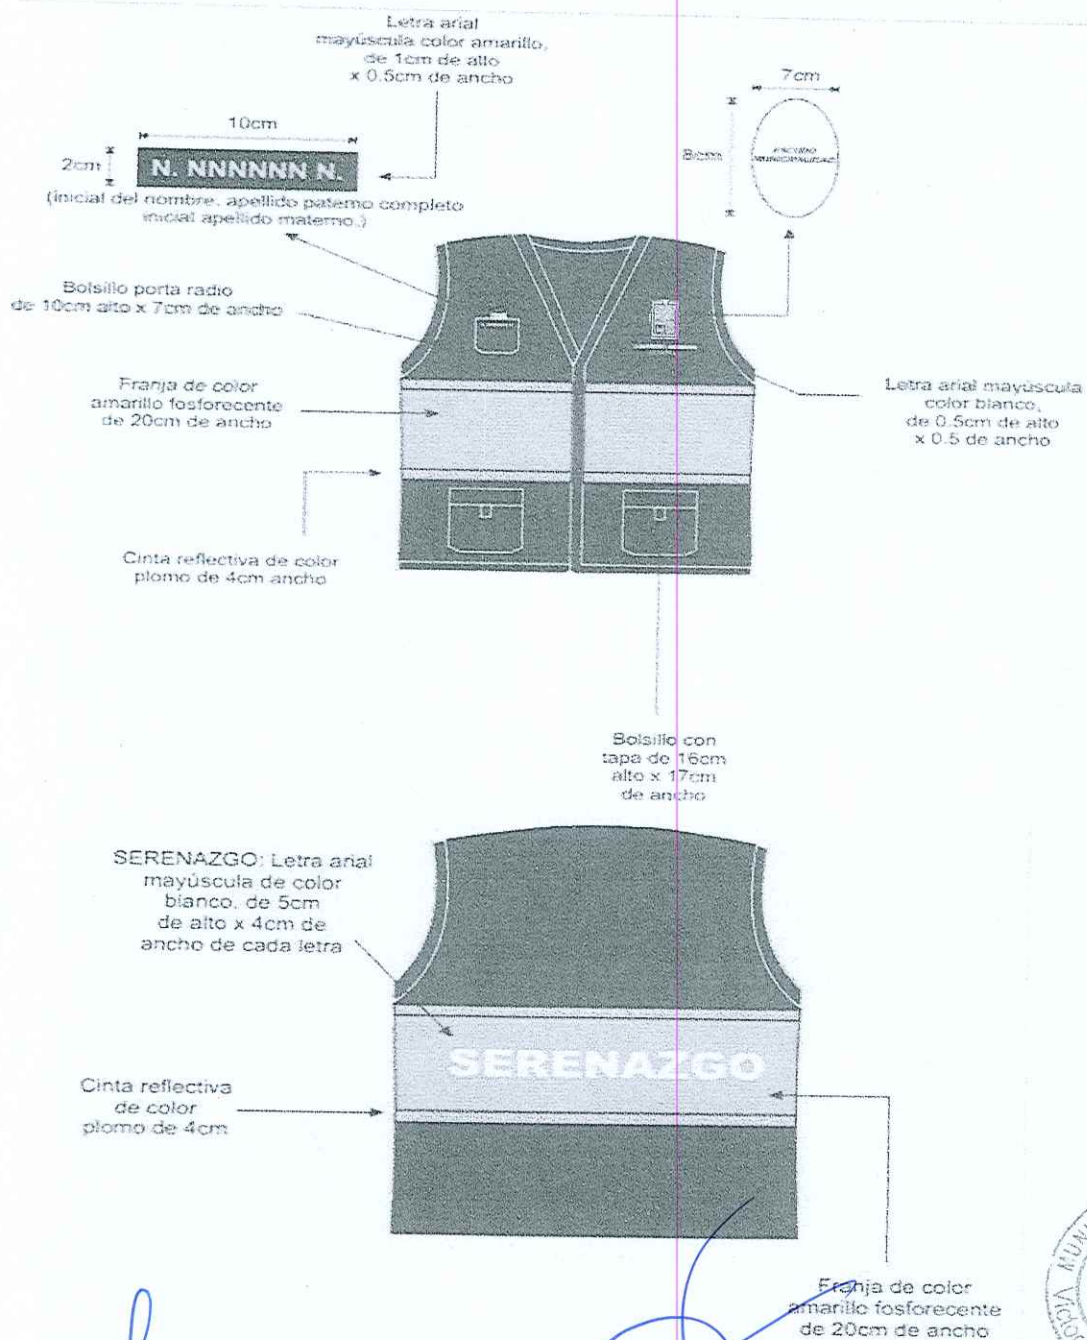 Letra arial
mayúscula color amarillo,
de 1cm de alto
x 0.5cm de ancho
7cm
10cm
8cm
ESCUDO
MUNICIPALIDAD
2cm
N. NNNNNN N.
(inicial del nombre, apellido paterno completo
inicial apellido materno.)
Bolsillo porta radio
de 10cm alto x 7cm de ancho
Franja de color
amarillo fosforecente
de 20cm de ancho
Letra arial mayúscula
color blanco,
de 0.5cm de alto
x 0.5 de ancho
Cinta reflectiva de color
plomo de 4cm ancho
Bolsillo con
tapa de 16cm
alto x 17cm
de ancho
SERENAZGO: Letra arial
mayúscula de color
blanco, de 5cm
de alto x 4cm de
ancho de cada letra
SERENAZGO
Cinta reflectiva
de color
plomo de 4cm
Franja de color
amarillo fosforecente
de 20cm de ancho